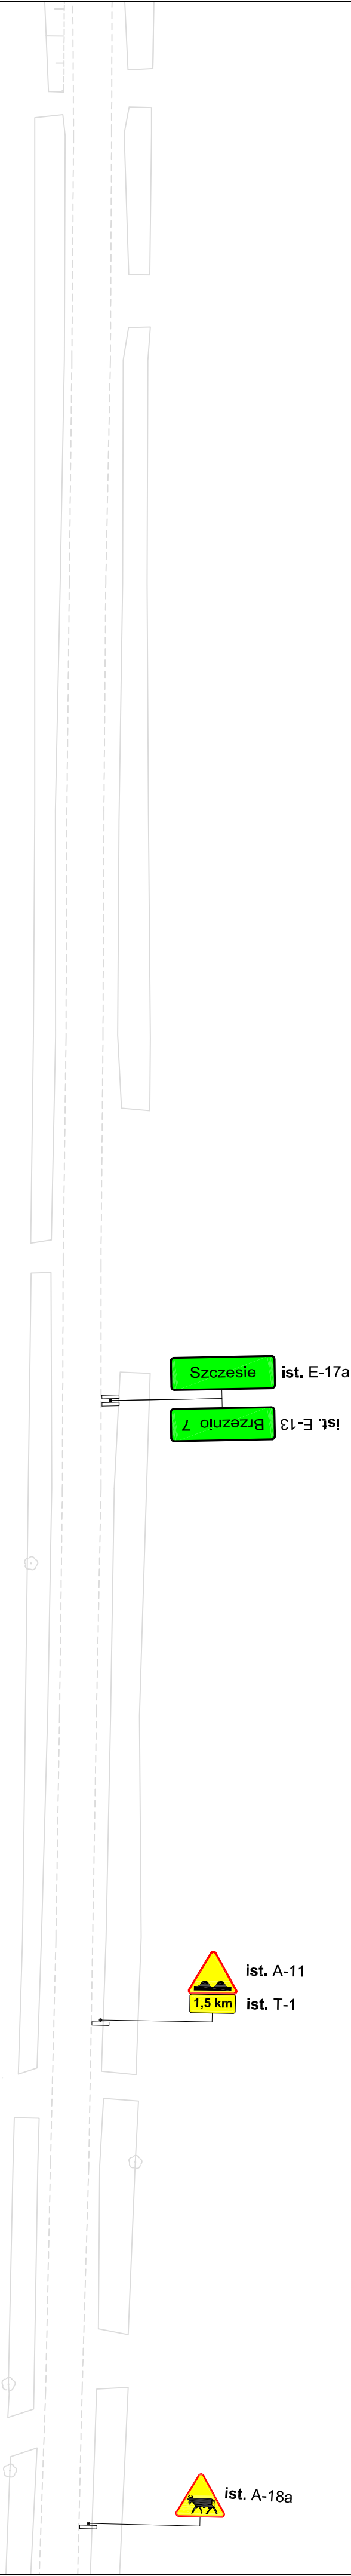 Szczesie ist. E-17a
Brzeznio 7 ist. E-13
ist. A-11
1,5 km ist. T-1
ist. A-18a